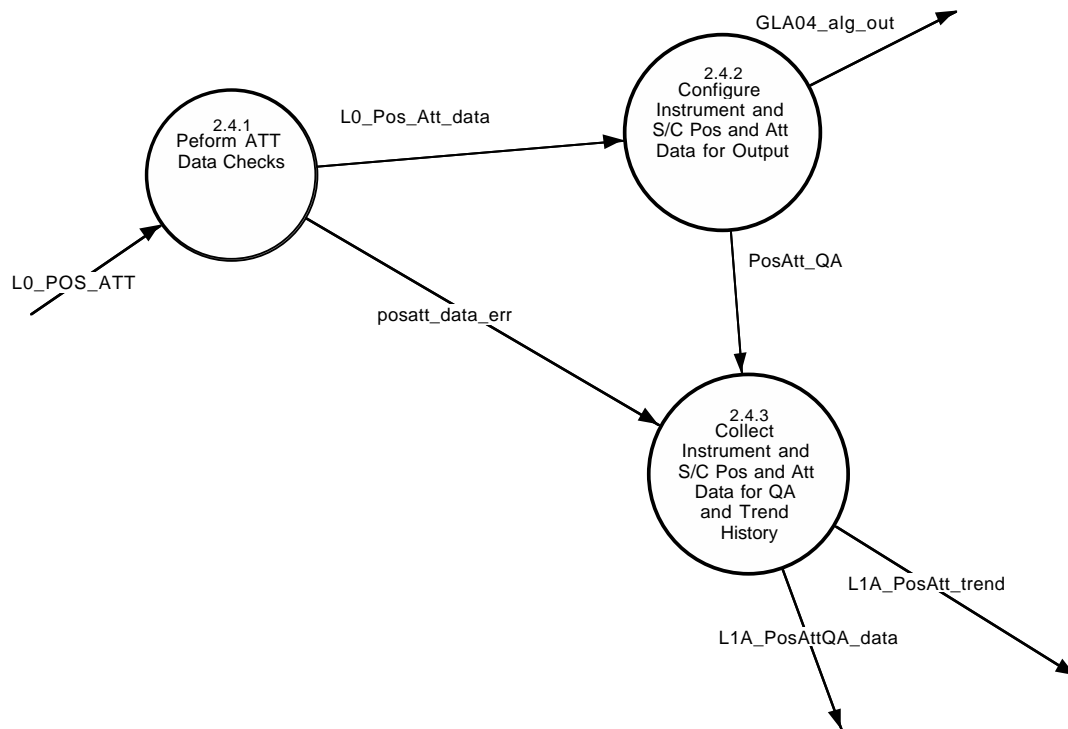 GLA04_alg_out
2.4.2
Configure
Instrument and
S/C Pos and Att
Data for Output
L0_Pos_Att_data
2.4.1
Peform ATT
Data Checks
L0_POS_ATT
PosAtt_QA
posatt_data_err
2.4.3
Collect
Instrument and
S/C Pos and Att
Data for QA
and Trend
History
L1A_PosAtt_trend
L1A_PosAttQA_data